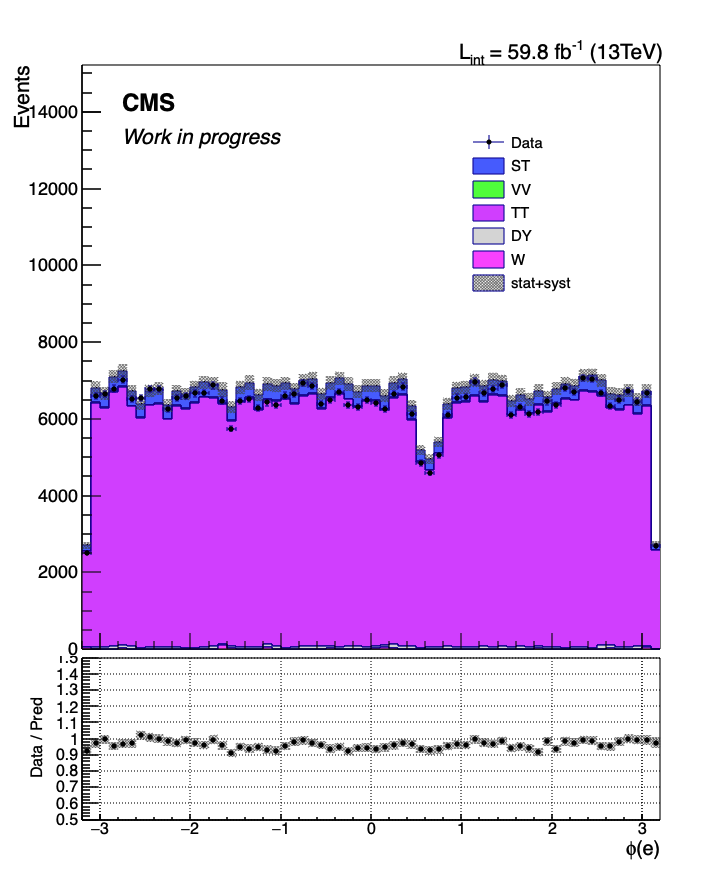 L_int = 59.8 fb⁻¹ (13TeV)
Events
CMS
Work in progress
Data
ST
VV
TT
DY
W
stat+syst
14000
12000
10000
8000
6000
4000
2000
0
Data / Pred
1.5
1.4
1.3
1.2
1.1
1
0.9
0.8
0.7
0.6
0.5
−3 −2 −1 0 1 2 3
ϕ(e)